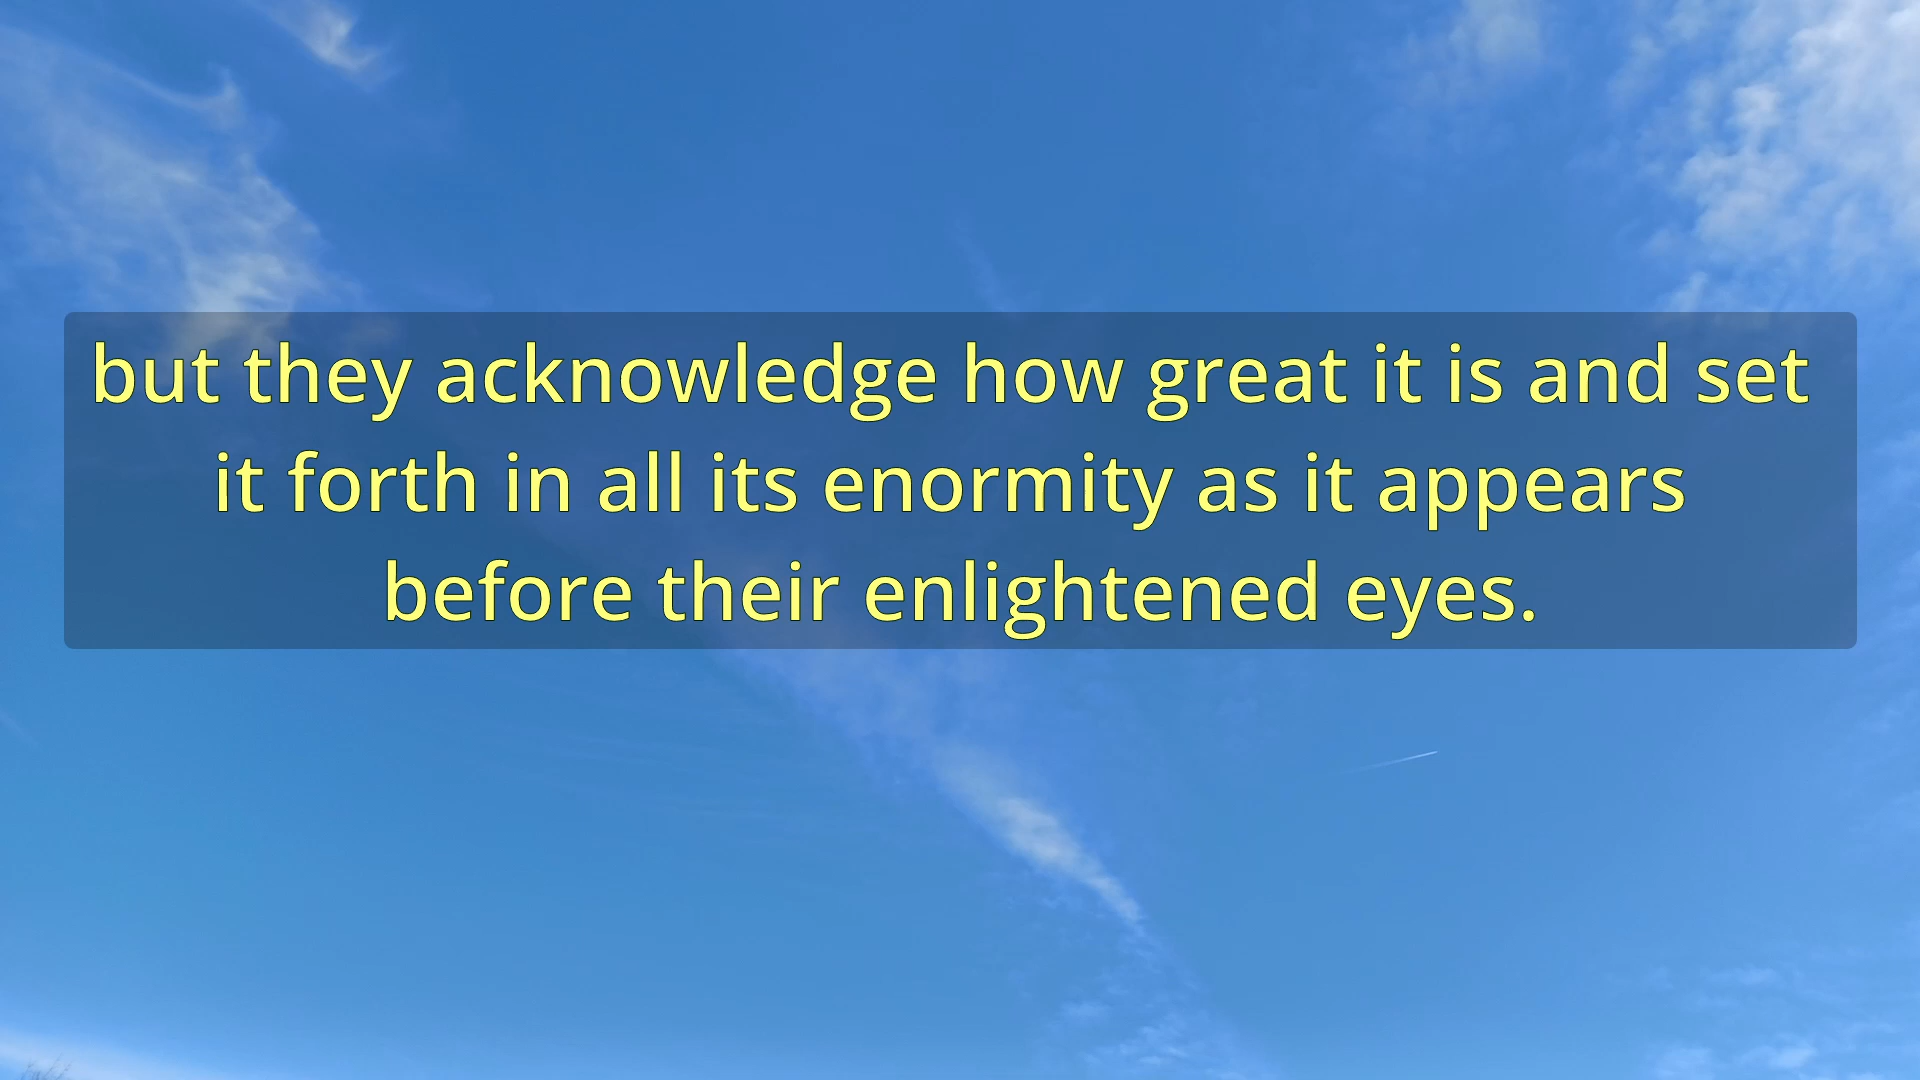 but they acknowledge how great it is and set
it forth in all its enormity as it appears
before their enlightened eyes.